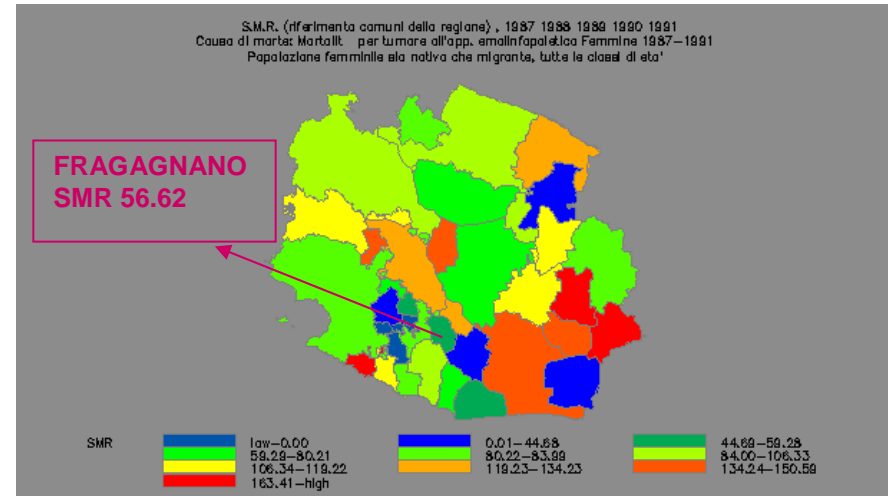 S.M.R. (riferimento comuni della regione) , 1987 1988 1989 1990 1991
Causa di morte: Mortalit per tumore all'app. emolinfopoietico Femmine 1987-1991
Popolazione femminile sia nativa che migrante, tutte le classi di eta'
FRAGAGNANO
SMR 56.62
SMR
low-0.00 0.01-44.68 44.69-59.28
59.29-80.21 80.22-83.99 84.00-106.33
106.34-119.22 119.23-134.23 134.24-150.59
163.41-high